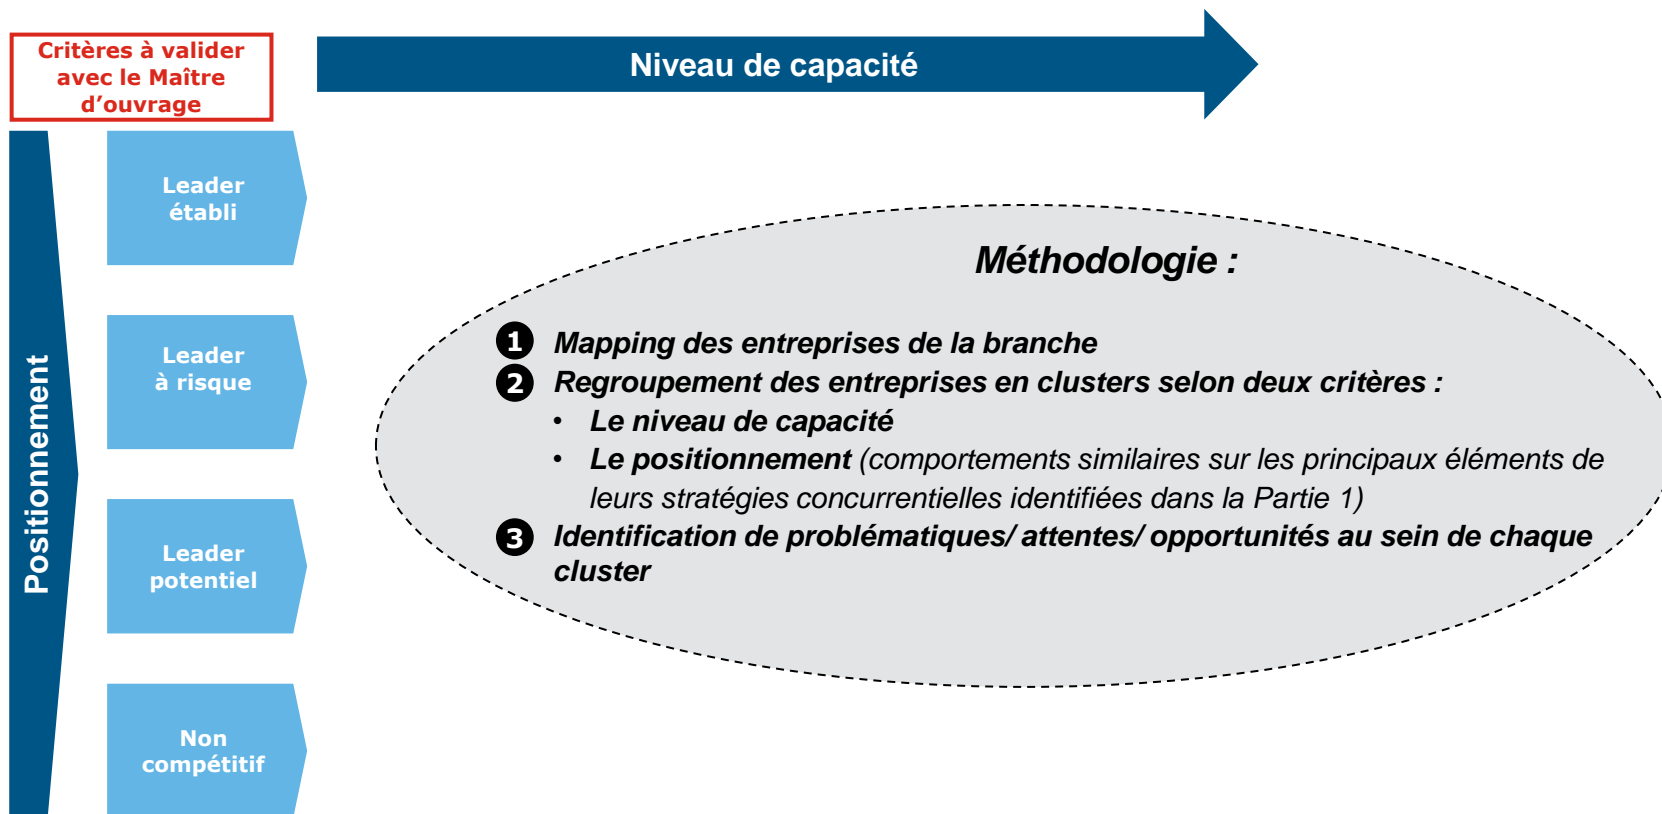 Critères à valider
avec le Maître
d’ouvrage
Niveau de capacité
Positionnement
Leader
établi
Leader
à risque
Leader
potentiel
Non
compétitif
Méthodologie :
1 Mapping des entreprises de la branche
2 Regroupement des entreprises en clusters selon deux critères :
• Le niveau de capacité
• Le positionnement (comportements similaires sur les principaux éléments de
leurs stratégies concurrentielles identifiées dans la Partie 1)
3 Identification de problématiques/ attentes/ opportunités au sein de chaque
cluster